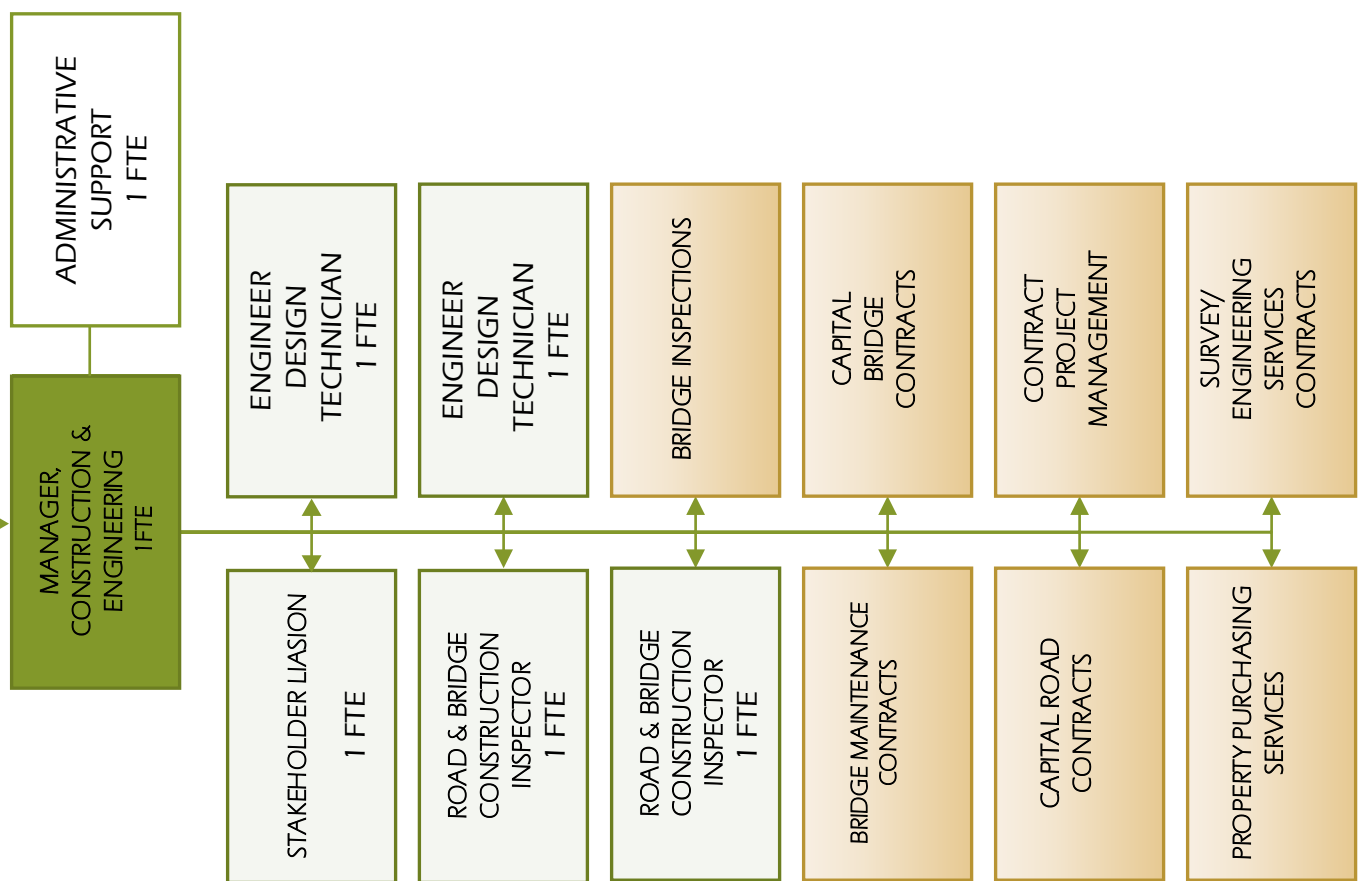 MANAGER,
CONSTRUCTION &
ENGINEERING
1FTE
ADMINISTRATIVE
SUPPORT
1 FTE
STAKEHOLDER LIASION
1 FTE
ENGINEER
DESIGN
TECHNICIAN
1 FTE
ROAD & BRIDGE
CONSTRUCTION
INSPECTOR
1 FTE
ENGINEER
DESIGN
TECHNICIAN
1 FTE
ROAD & BRIDGE
CONSTRUCTION
INSPECTOR
1 FTE
BRIDGE INSPECTIONS
BRIDGE MAINTENANCE
CONTRACTS
CAPITAL
BRIDGE
CONTRACTS
CAPITAL ROAD
CONTRACTS
CONTRACT
PROJECT
MANAGEMENT
PROPERTY PURCHASING
SERVICES
SURVEY/
ENGINEERING
SERVICES
CONTRACTS